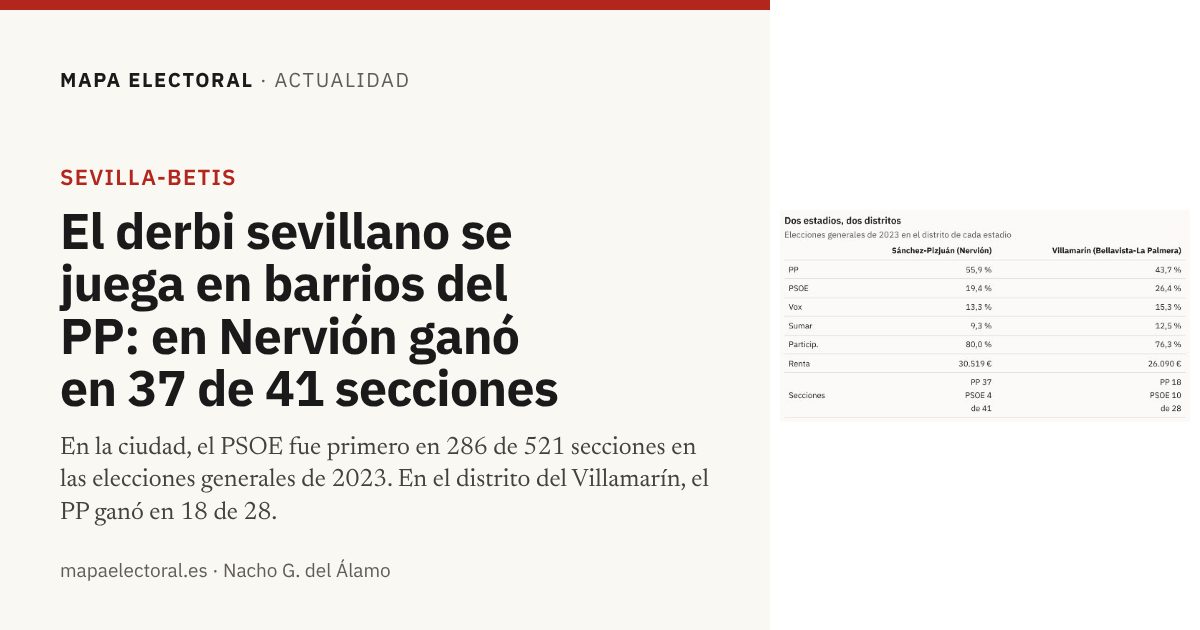 MAPA ELECTORAL · ACTUALIDAD
SEVILLA-BETIS
El derbi sevillano se
juega en barrios del
PP: en Nervión ganó
en 37 de 41 secciones
En la ciudad, el PSOE fue primero en 286 de 521 secciones en
las elecciones generales de 2023. En el distrito del Villamarín, el
PP ganó en 18 de 28.
mapaelectoral.es · Nacho G. del Álamo
Dos estadios, dos distritos
Elecciones generales de 2023 en el distrito de cada estadio
Sánchez-Pizjuán (Nervión) Villamarín (Bellavista-La Palmera)
PP 55,9 % 43,7 %
PSOE 19,4 % 26,4 %
Vox 13,3 % 15,3 %
Sumar 9,3 % 12,5 %
Particip. 80,0 % 76,3 %
Renta 30.519 € 26.090 €
PP 37 PP 18
Secciones PSOE 4 PSOE 10
de 41 de 28